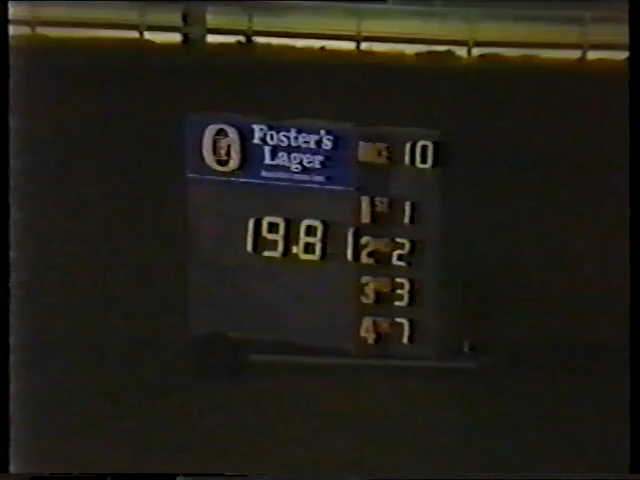 Foster's
Lager
RACE 10
1ST 1
19.81
2ND 2
3RD 3
4TH 7